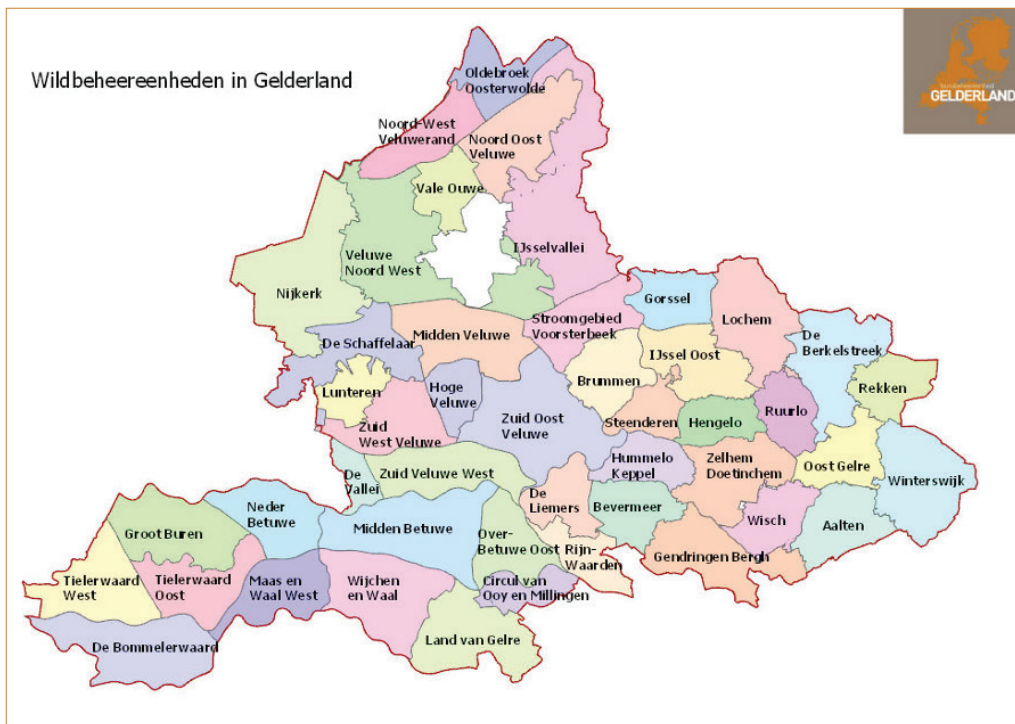 Wildbeheereenheden in Gelderland
GELDERLAND
Oldebroek
Oosterwolde
Noord-West
Veluwerand
Noord Oost
Veluwe
Vale Ouwe
IJsselvallei
Veluwe
Noord West
Nijkerk
Gorssel
Stroomgebied
Voorsterbeek
Lochem
De
Berkelstreek
Midden Veluwe
De Schaffelaar
IJssel Oost
Brummen
Rekken
Lunteren
Hoge
Veluwe
Zuid
West Veluwe
Zuid Oost
Veluwe
Steenderen
Hengelo
Ruurlo
Hummelo
Keppel
Zelhem
Doetinchem
Oost Gelre
Winterswijk
De
Vallei
Zuid Veluwe West
De
Liemers
Bevermeer
Wisch
Aalten
Neder
Betuwe
Groot Buren
Midden Betuwe
Over-
Betuwe Oost
Rijn-
Waarden
Gendringen Bergh
Tielerwaard
West
Tielerwaard
Oost
Maas en
Waal West
Wijchen
en Waal
Circul van
Ooy en Millingen
De Bommelerwaard
Land van Gelre